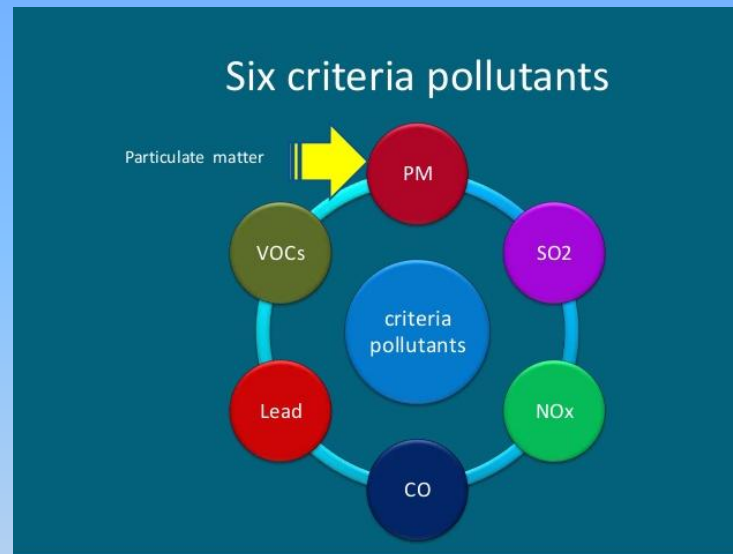 Six criteria pollutants
Particulate matter
PM
VOCs
SO2
criteria
pollutants
Lead
NOx
CO